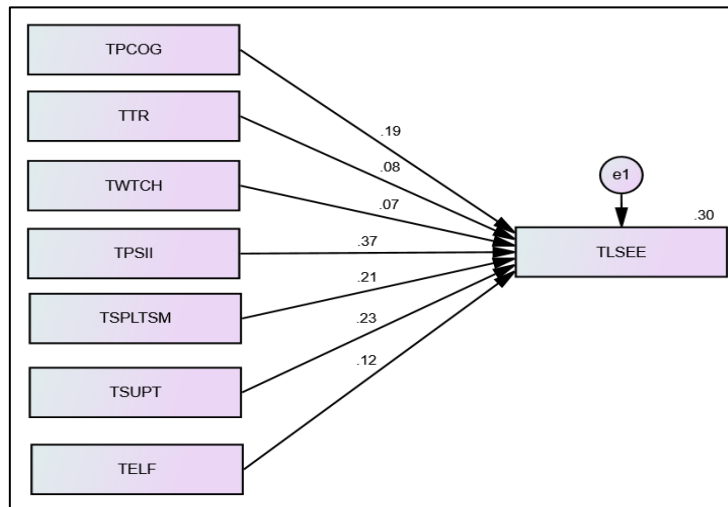 TPCOG
.19
TTR
.08
TWTCH
.07
TPSII
.37
TSPLTSM
.21
TSUPT
.23
TELF
.12
e1
.30
TLSEE